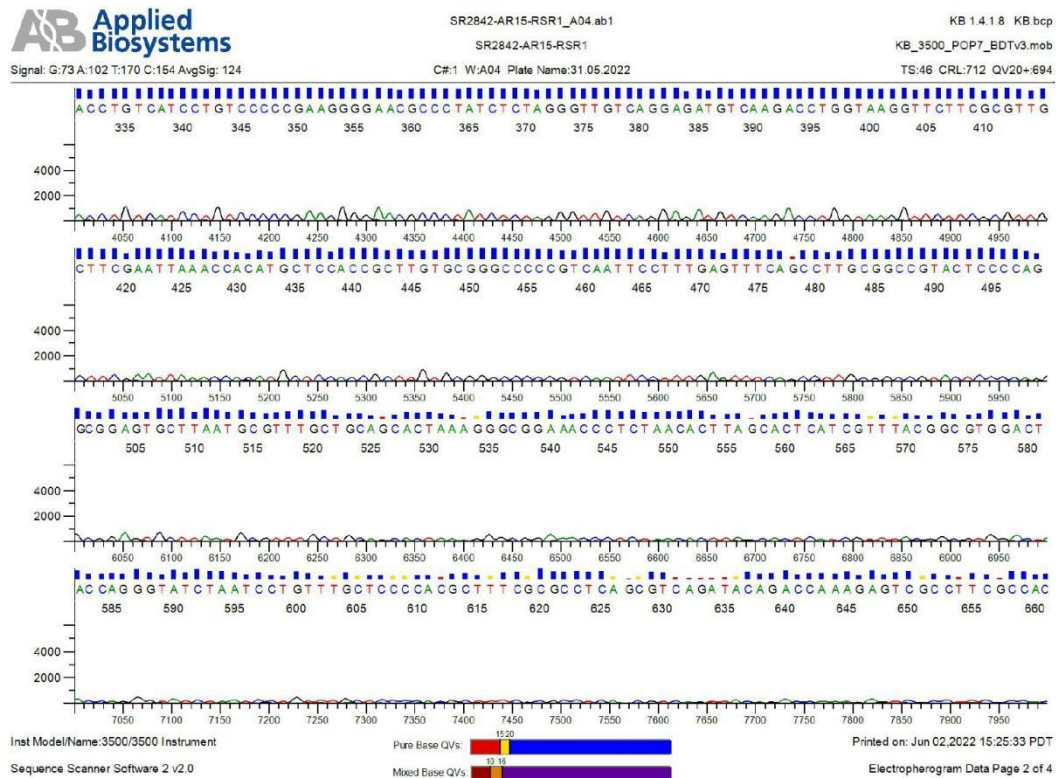 AB Applied Biosystems
SR2842-AR15-RSR1_A04.ab1
KB 1.4.1.8 KB.bcp
SR2842-AR15-RSR1
KB_3500_POP7_BDTv3.mob
Signal: G:73 A:102 T:170 C:154 AvgSig: 124
C#:1 W:A04 Plate Name:31.05.2022
TS:46 CRL:712 QV20+:694
ACCTGTCATCCTGTCCCCCGAAGGGGAACGCCCTATCTCTAGGGTTGTCAGGAGATGTCAAGACCTGGTAAGGTTCTTCGCGTTG
335 340 345 350 355 360 365 370 375 380 385 390 395 400 405 410
4000
2000
4050 4100 4150 4200 4250 4300 4350 4400 4450 4500 4550 4600 4650 4700 4750 4800 4850 4900 4950
CTTCGAATTAAACCACATGCTCCACCGCTTGTGCGGGCCCCCGTCAATTCCTTTGAGTTTCAGCCTTGCGGCCGTACTCCCCAG
420 425 430 435 440 445 450 455 460 465 470 475 480 485 490 495
4000
2000
5050 5100 5150 5200 5250 5300 5350 5400 5450 5500 5550 5600 5650 5700 5750 5800 5850 5900 5950
GCGGAGTGCTTAATGCGTTTGCTGCAGCACTAAAGGGCGGAAACCCTCTAACACTTAGCACTCATCGTTTACGGCGTGGACT
505 510 515 520 525 530 535 540 545 550 555 560 565 570 575 580
4000
2000
6050 6100 6150 6200 6250 6300 6350 6400 6450 6500 6550 6600 6650 6700 6750 6800 6850 6900 6950
ACCAGGGTATCTAATCCTGTTTGCTCCCCACGCTTTCGCGCCTCAGCGTCAGATACAGACCAAAGAGTCGCCTTCGCCAC
585 590 595 600 605 610 615 620 625 630 635 640 645 650 655 660
4000
2000
7050 7100 7150 7200 7250 7300 7350 7400 7450 7500 7550 7600 7650 7700 7750 7800 7850 7900 7950
Inst Model/Name:3500/3500 Instrument
Pure Base QVs:
15 20
Printed on: Jun 02,2022 15:25:33 PDT
Sequence Scanner Software 2 v2.0
Mixed Base QVs:
10 16
Electropherogram Data Page 2 of 4